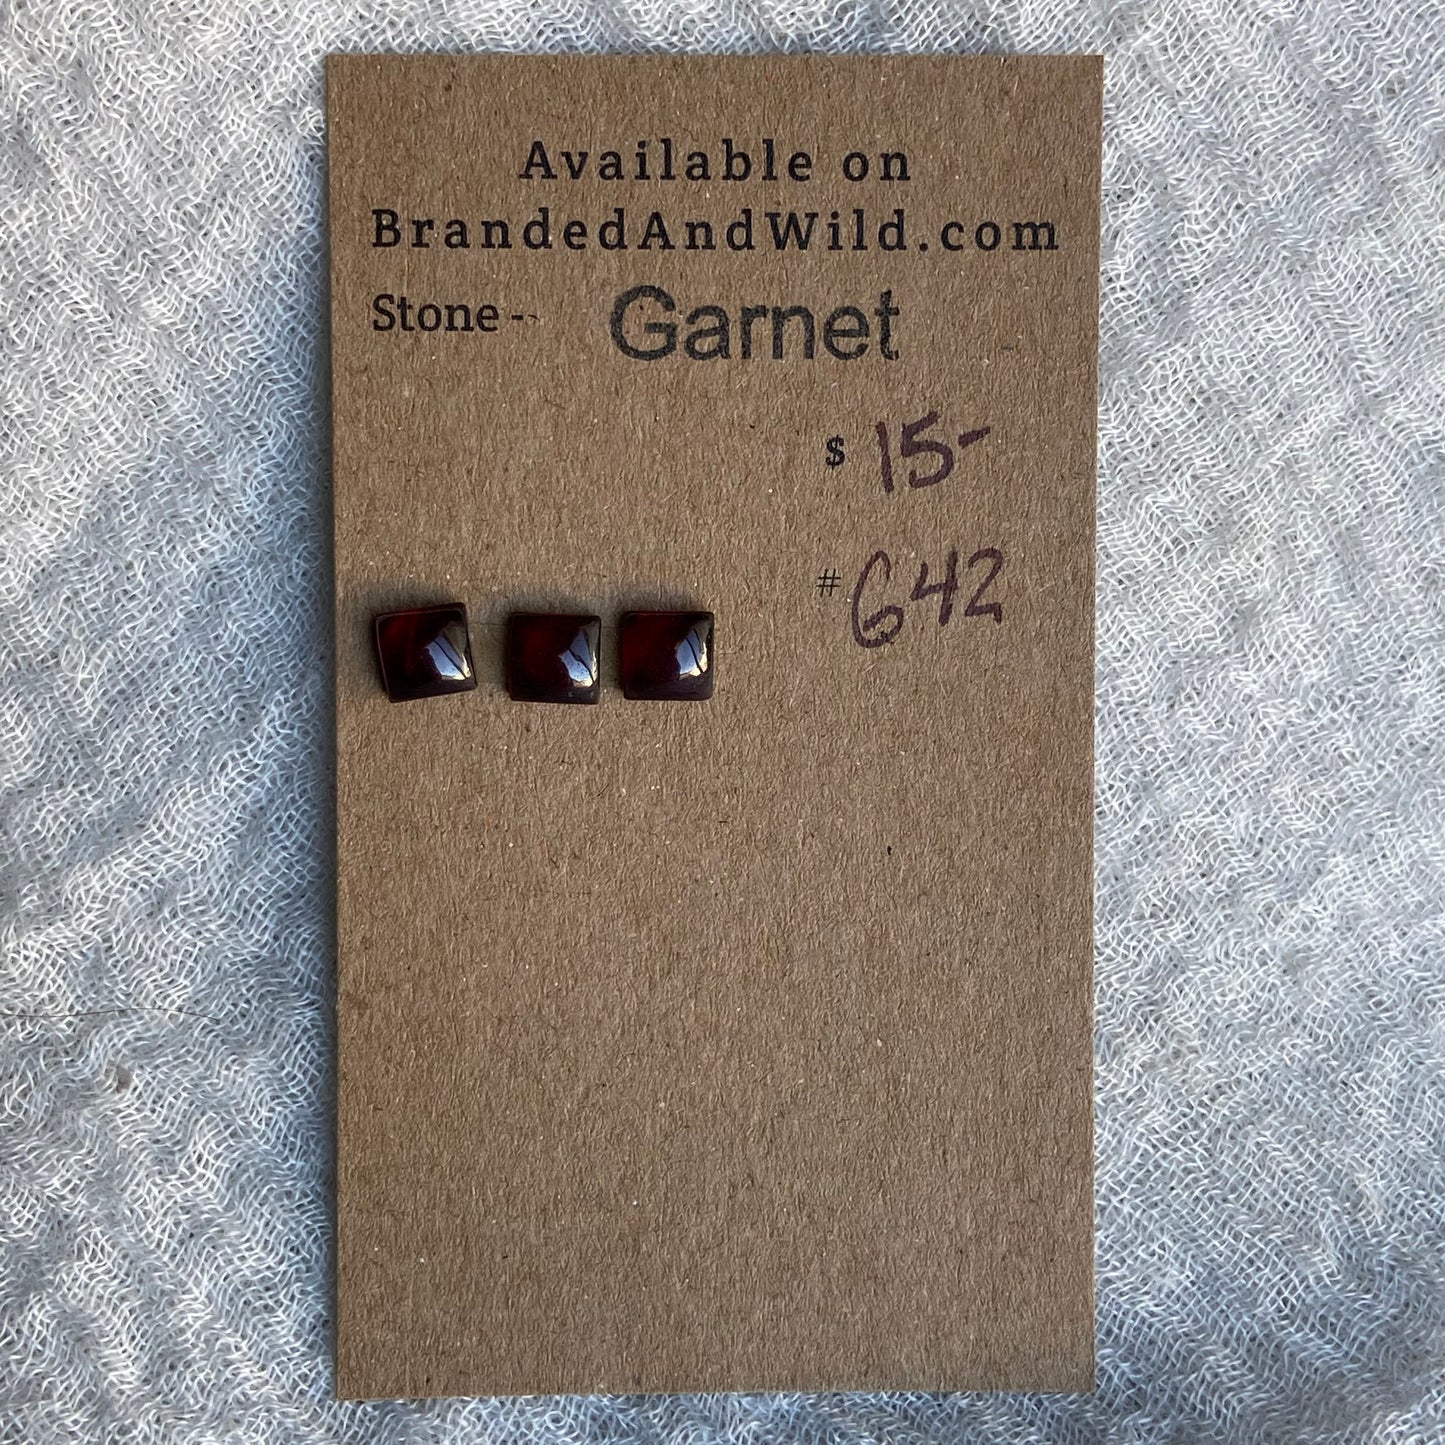 Available on
BrandedAndWild.com
Stone - Garnet
$ 15-
# 642